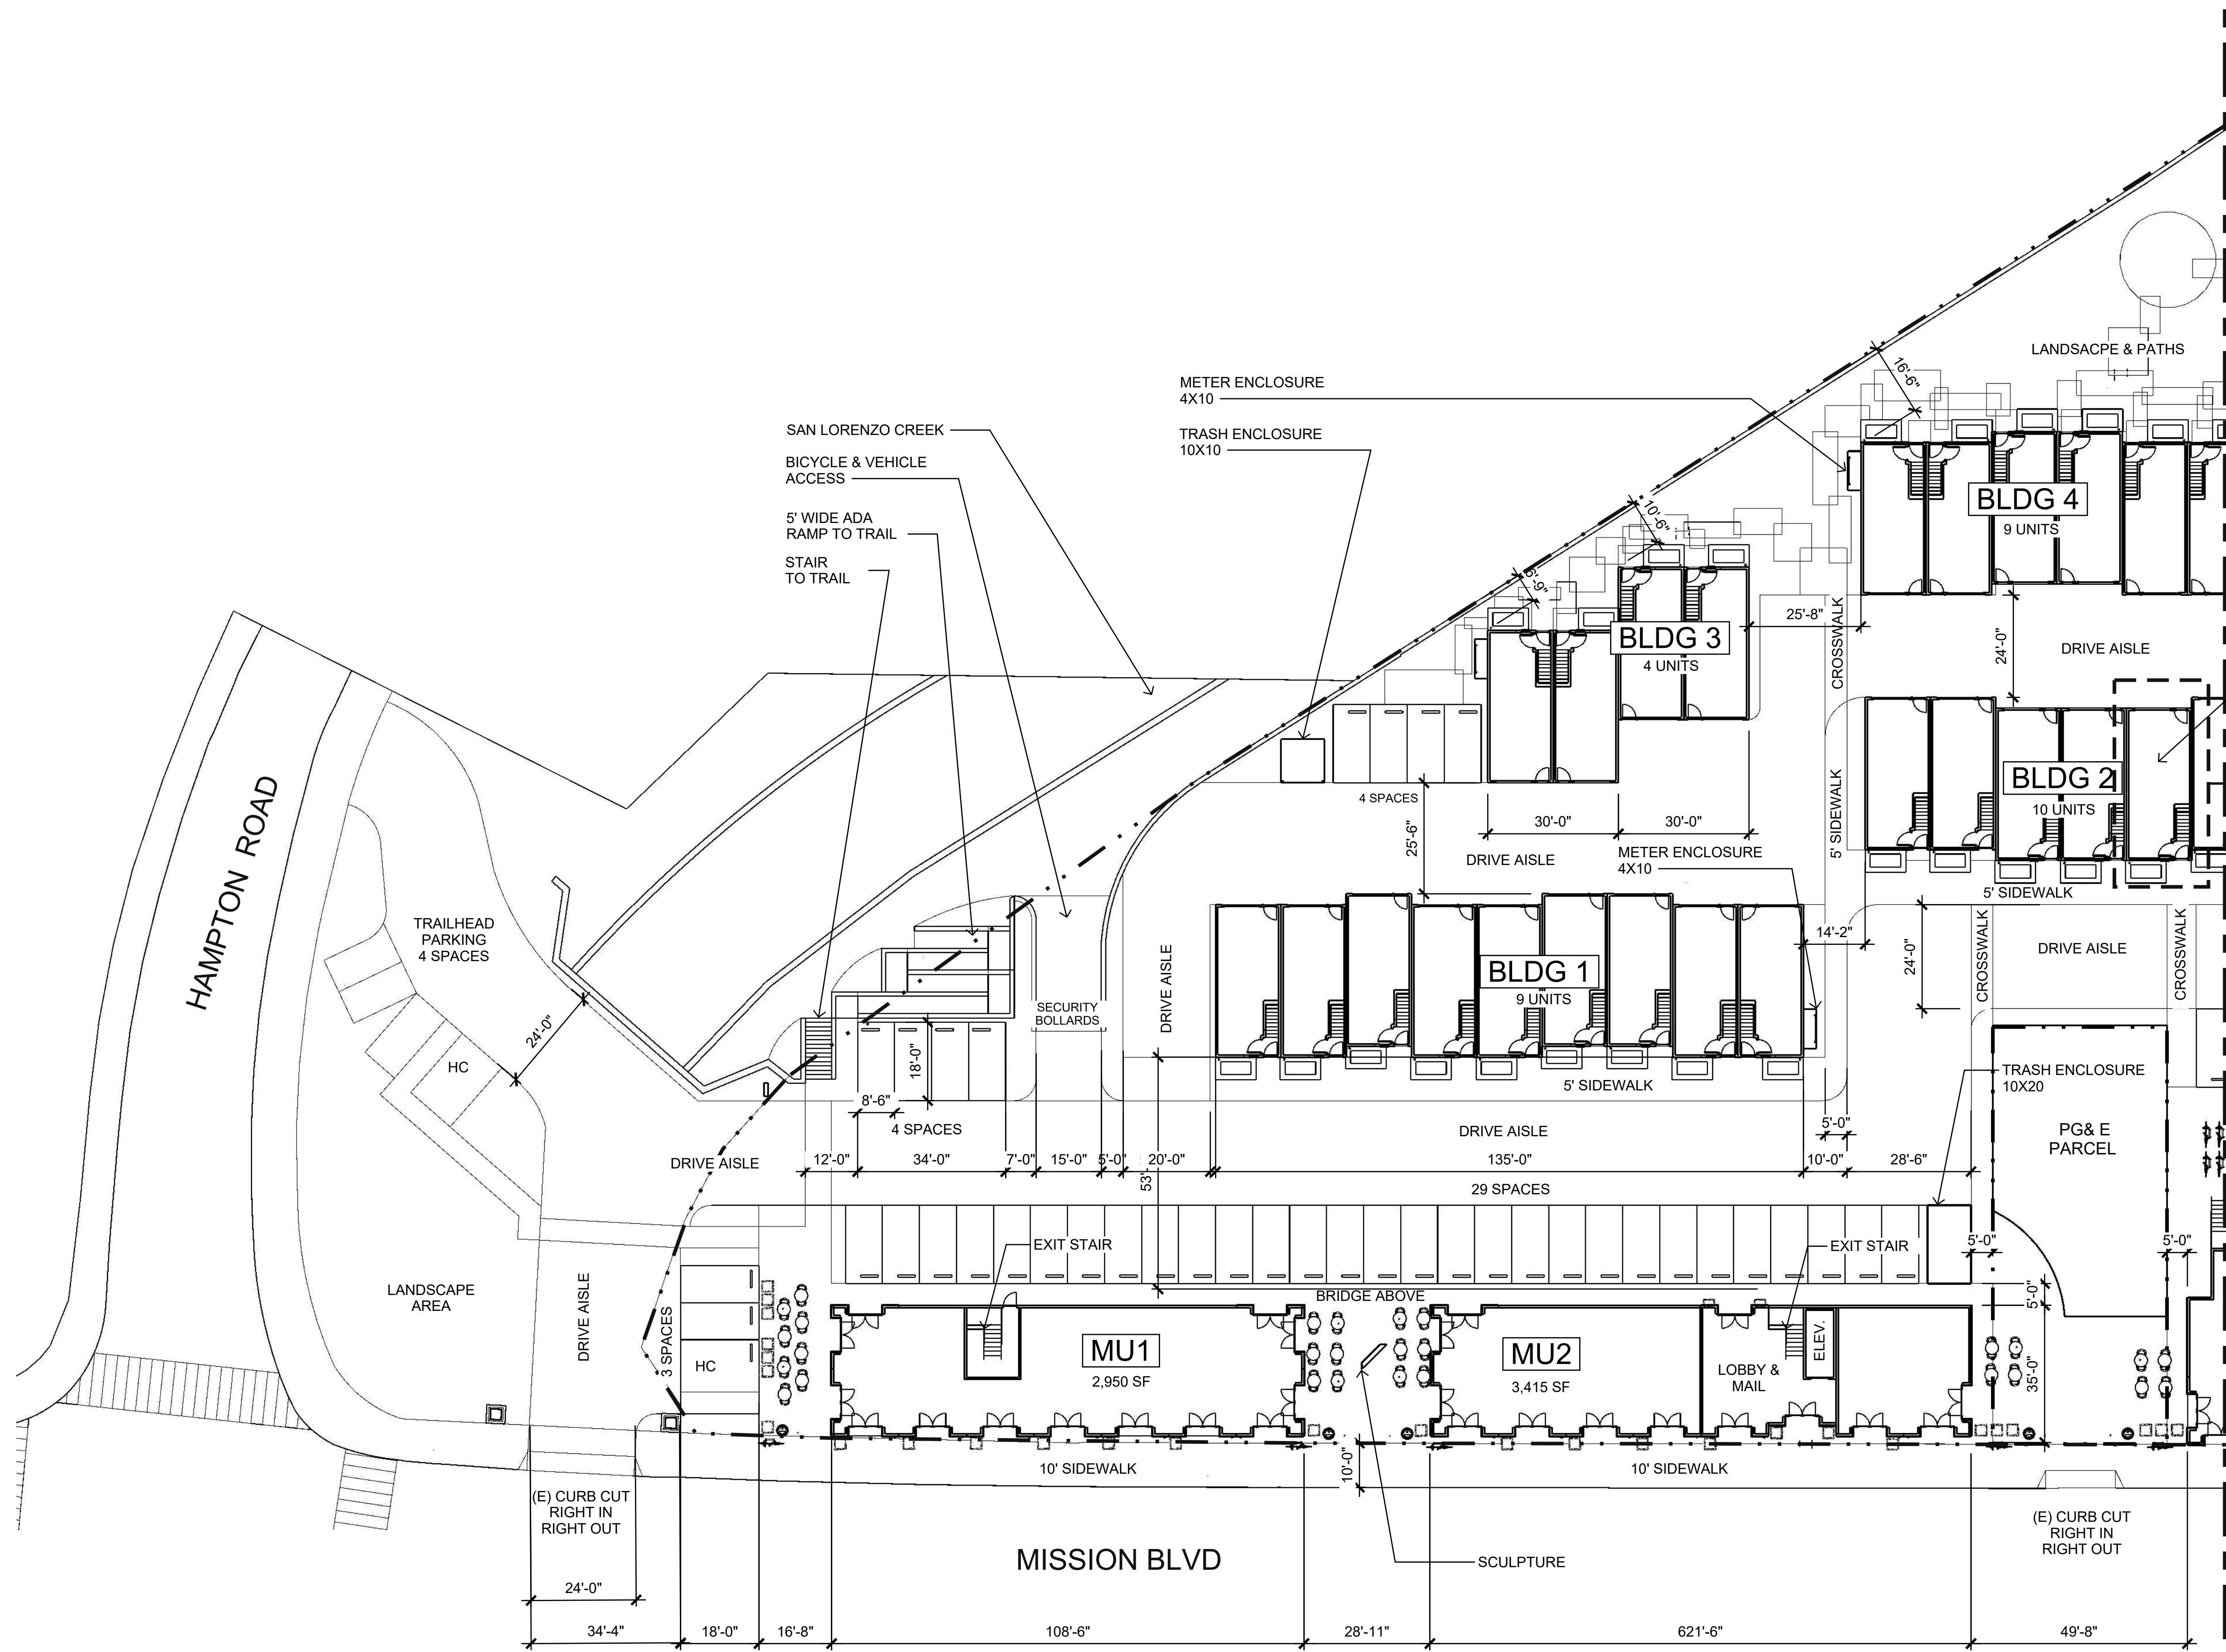 LANDSACPE & PATHS
16'-6"
METER ENCLOSURE
4X10
TRASH ENCLOSURE
10X10
SAN LORENZO CREEK
BICYCLE & VEHICLE
ACCESS
5' WIDE ADA
RAMP TO TRAIL
STAIR
TO TRAIL
BLDG 4
9 UNITS
10'-6"
6'-9"
BLDG 3
4 UNITS
25'-8"
CROSSWALK
24'-0"
DRIVE AISLE
HAMPTON ROAD
BLDG 2
10 UNITS
5' SIDEWALK
4 SPACES
30'-0"
30'-0"
25'-6"
DRIVE AISLE
METER ENCLOSURE
4X10
5' SIDEWALK
TRAILHEAD
PARKING
4 SPACES
24'-0"
HC
DRIVE AISLE
BLDG 1
9 UNITS
14'-2"
24'-0"
CROSSWALK
DRIVE AISLE
CROSSWALK
SECURITY
BOLLARDS
18'-0"
8'-6"
4 SPACES
5' SIDEWALK
TRASH ENCLOSURE
10X20
5'-0"
DRIVE AISLE
PG& E
PARCEL
DRIVE AISLE
12'-0"
34'-0"
7'-0"
15'-0"
5'-0"
20'-0"
53'
135'-0"
10'-0"
28'-6"
29 SPACES
EXIT STAIR
EXIT STAIR
5'-0"
5'-0"
LANDSCAPE
AREA
DRIVE AISLE
3 SPACES
HC
BRIDGE ABOVE
5'-0"
MU1
2,950 SF
MU2
3,415 SF
LOBBY &
MAIL
ELEV.
35'-0"
10' SIDEWALK
10'-0"
10' SIDEWALK
(E) CURB CUT
RIGHT IN
RIGHT OUT
MISSION BLVD
SCULPTURE
(E) CURB CUT
RIGHT IN
RIGHT OUT
24'-0"
34'-4"
18'-0"
16'-8"
108'-6"
28'-11"
621'-6"
49'-8"